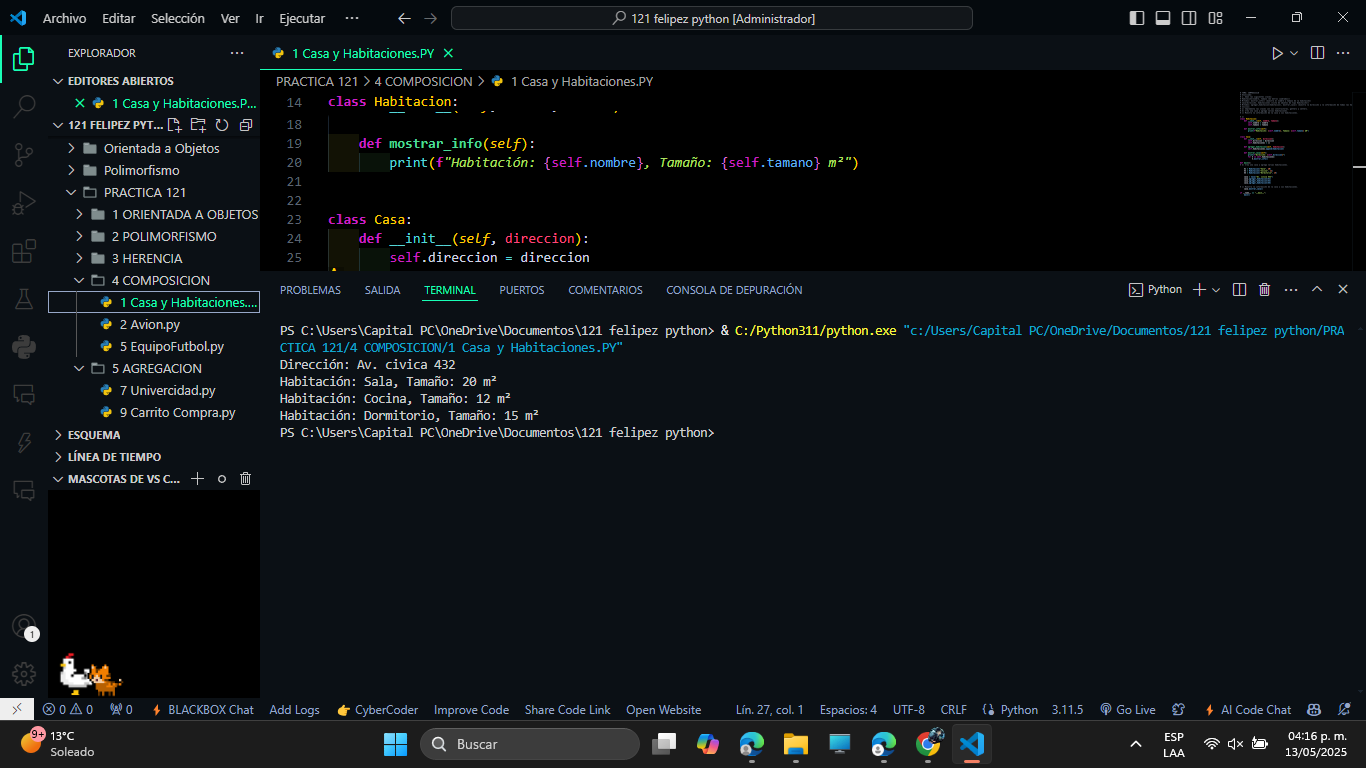 Archivo Editar Selección Ver Ir Ejecutar ··· 121 felipez python [Administrador]
EXPLORADOR ···
EDITORES ABIERTOS
1 Casa y Habitaciones.P...
121 FELIPEZ PYT...
Orientada a Objetos
Polimorfismo
PRACTICA 121
1 ORIENTADA A OBJETOS
2 POLIMORFISMO
3 HERENCIA
4 COMPOSICION
1 Casa y Habitaciones....
2 Avion.py
5 EquipoFutbol.py
5 AGREGACION
7 Univercidad.py
9 Carrito Compra.py
ESQUEMA
LÍNEA DE TIEMPO
MASCOTAS DE VS C...
1
1 Casa y Habitaciones.PY
PRACTICA 121 > 4 COMPOSICION > 1 Casa y Habitaciones.PY
14 class Habitacion:
18
19 def mostrar_info(self):
20 print(f"Habitación: {self.nombre}, Tamaño: {self.tamano} m²")
21
22
23 class Casa:
24 def __init__(self, direccion):
25 self.direccion = direccion
PROBLEMAS SALIDA TERMINAL PUERTOS COMENTARIOS CONSOLA DE DEPURACIÓN Python
PS C:\Users\Capital PC\OneDrive\Documentos\121 felipez python> & C:/Python311/python.exe "c:/Users/Capital PC/OneDrive/Documentos/121 felipez python/PRA
CTICA 121/4 COMPOSICION/1 Casa y Habitaciones.PY"
Dirección: Av. civica 432
Habitación: Sala, Tamaño: 20 m²
Habitación: Cocina, Tamaño: 12 m²
Habitación: Dormitorio, Tamaño: 15 m²
PS C:\Users\Capital PC\OneDrive\Documentos\121 felipez python>
0 0 0 BLACKBOX Chat Add Logs CyberCoder Improve Code Share Code Link Open Website Lín. 27, col. 1 Espacios: 4 UTF-8 CRLF Python 3.11.5 Go Live AI Code Chat
9+ 13°C
Soleado
Buscar
ESP
LAA
04:16 p. m.
13/05/2025